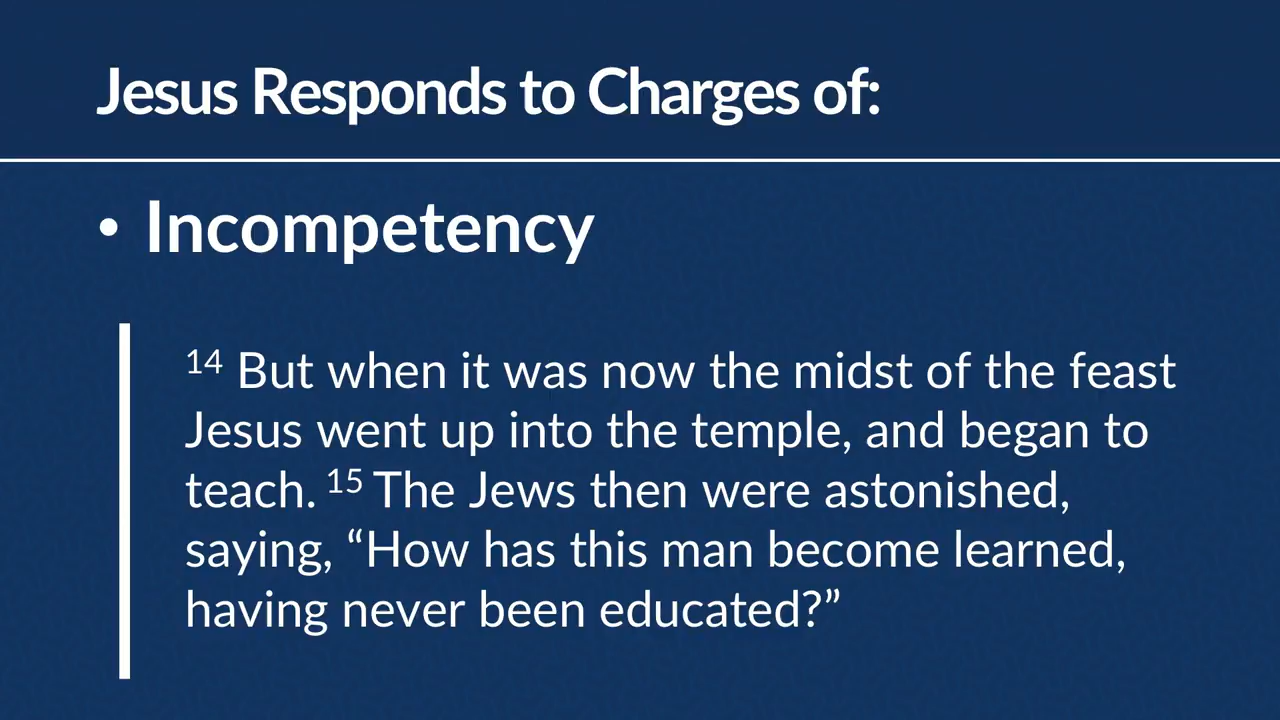 Jesus Responds to Charges of:
• Incompetency
14 But when it was now the midst of the feast
Jesus went up into the temple, and began to
teach. 15 The Jews then were astonished,
saying, “How has this man become learned,
having never been educated?”